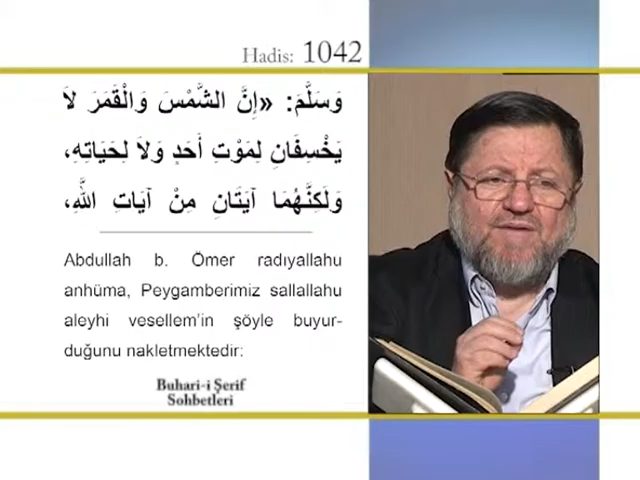 Hadis: 1042
وَسَلَّمَ: «إِنَّ الشَّمْسَ وَالْقَمَرَ لاَ
يَخْسِفَانِ لِمَوْتِ أَحَدٍ وَلاَ لِحَيَاتِهِ،
وَلَكِنَّهُمَا آيَتَانِ مِنْ آيَاتِ اللَّهِ،
Abdullah b. Ömer radıyallahu
anhüma, Peygamberimiz sallallahu
aleyhi vesellem'in şöyle buyur-
duğunu nakletmektedir:
Buhari-i Şerif
Sohbetleri